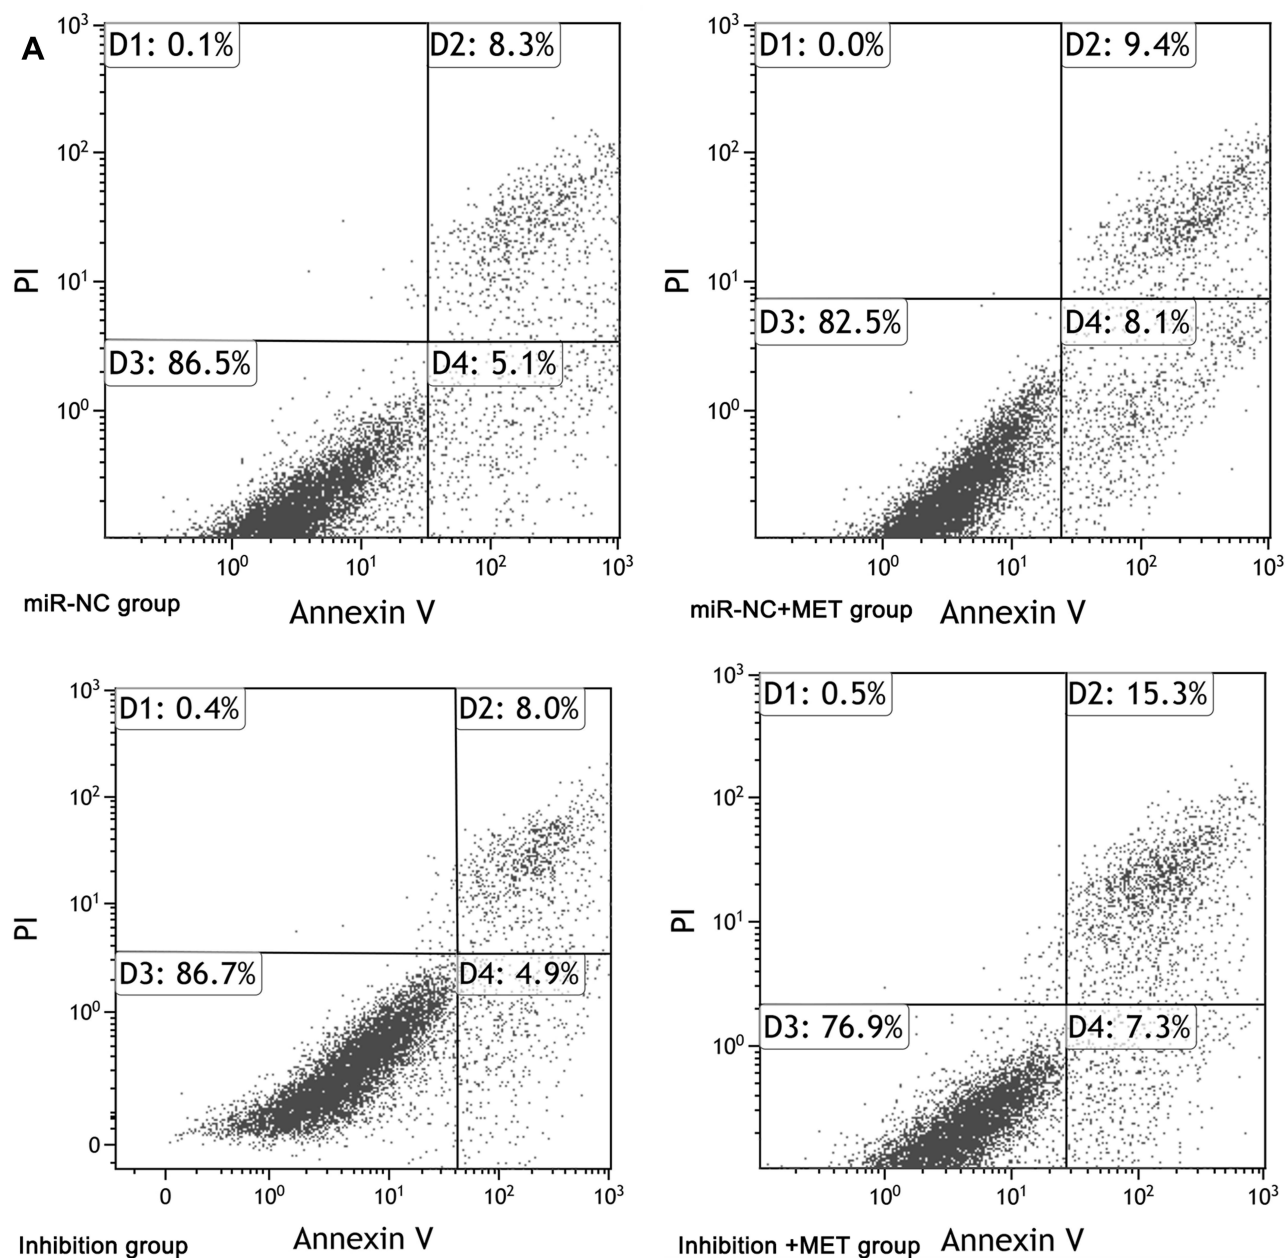 A
10³
10²
10¹
10⁰
PI
D1: 0.1%
D2: 8.3%
D3: 86.5%
D4: 5.1%
10⁰ 10¹ 10² 10³
miR-NC group
Annexin V
10³
10²
10¹
10⁰
PI
D1: 0.0%
D2: 9.4%
D3: 82.5%
D4: 8.1%
10⁰ 10¹ 10² 10³
miR-NC+MET group
Annexin V
10³
10²
10¹
10⁰
0
PI
D1: 0.4%
D2: 8.0%
D3: 86.7%
D4: 4.9%
0 10⁰ 10¹ 10² 10³
Inhibition group
Annexin V
10³
10²
10¹
10⁰
PI
D1: 0.5%
D2: 15.3%
D3: 76.9%
D4: 7.3%
10⁰ 10¹ 10² 10³
Inhibition +MET group
Annexin V